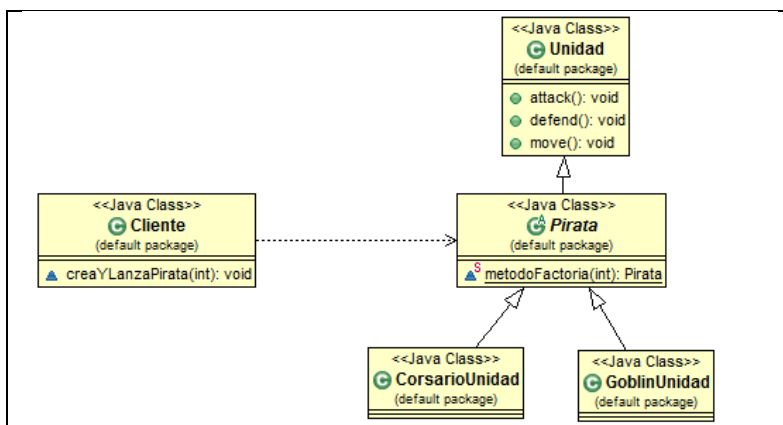 <<Java Class>>
Unidad
(default package)
attack(): void
defend(): void
move(): void
<<Java Class>>
Cliente
(default package)
creaYLanzaPirata(int): void
<<Java Class>>
Pirata
(default package)
metodoFactoria(int): Pirata
<<Java Class>>
CorsarioUnidad
(default package)
<<Java Class>>
GoblinUnidad
(default package)